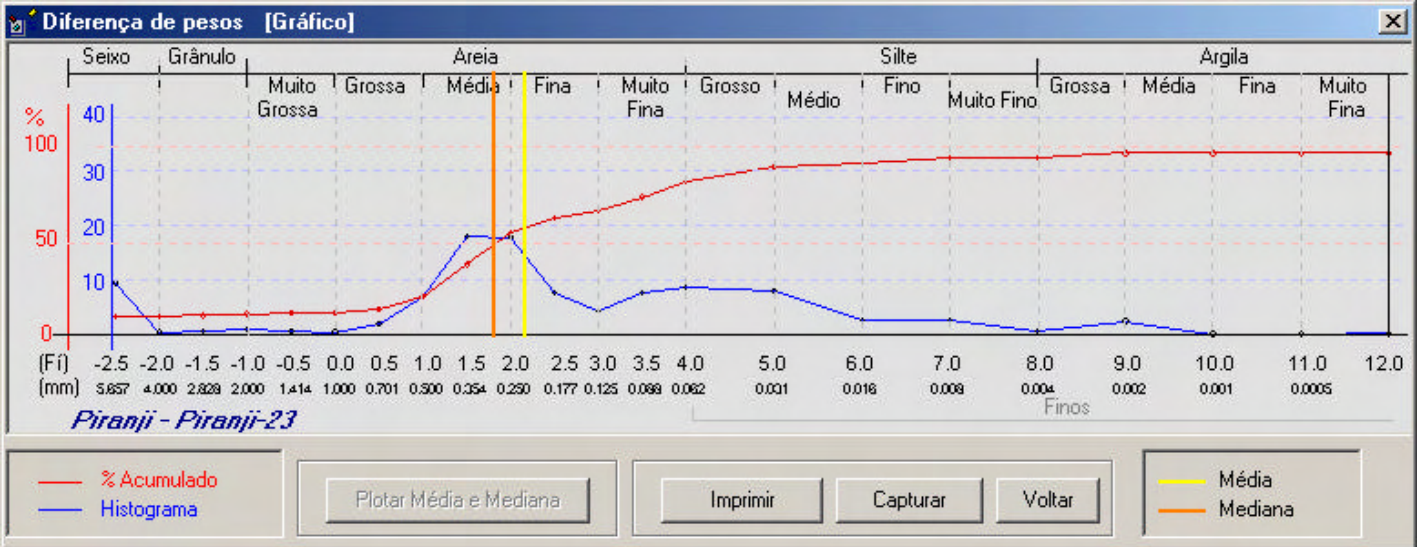 Diferença de pesos [Gráfico]
Seixo Grânulo Areia Silte Argila
Muito Grossa Grossa Média Fina Muito Fina Grosso Médio Fino Muito Fino Grossa Média Fina Muito Fina
%
100
50
0
40
30
20
10
(Fi) -2.5 -2.0 -1.5 -1.0 -0.5 0.0 0.5 1.0 1.5 2.0 2.5 3.0 3.5 4.0 5.0 6.0 7.0 8.0 9.0 10.0 11.0 12.0
(mm) 5.657 4.000 2.828 2.000 1.414 1.000 0.701 0.500 0.354 0.250 0.177 0.125 0.088 0.062 0.031 0.016 0.008 0.004 0.002 0.001 0.0005
Finos
Piranji - Piranji-23
% Acumulado
Histograma
Plotar Média e Mediana
Imprimir Capturar Voltar
Média
Mediana